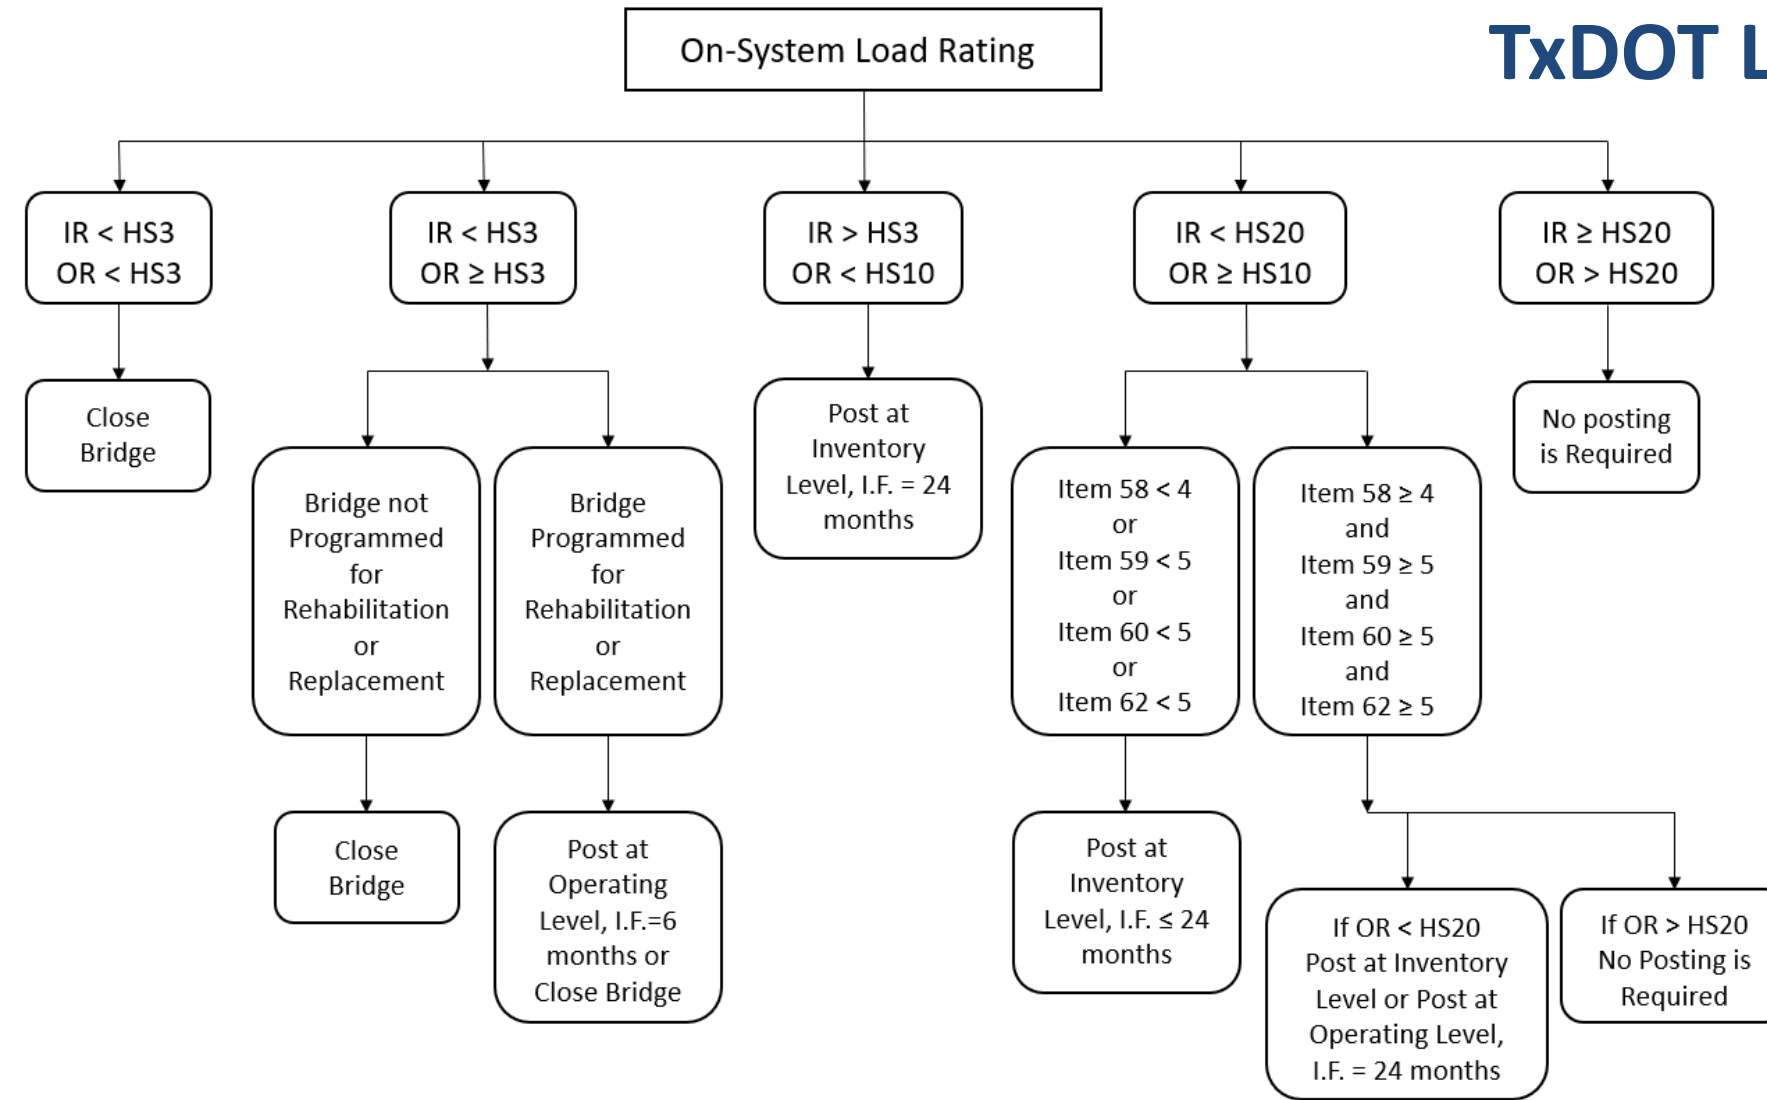 TxDOT L
On-System Load Rating
IR < HS3
OR < HS3
IR < HS3
OR ≥ HS3
IR > HS3
OR < HS10
IR < HS20
OR ≥ HS10
IR ≥ HS20
OR > HS20
Close
Bridge
Post at
Inventory
Level, I.F. = 24
months
No posting
is Required
Bridge not
Programmed
for
Rehabilitation
or
Replacement
Bridge
Programmed
for
Rehabilitation
or
Replacement
Item 58 < 4
or
Item 59 < 5
or
Item 60 < 5
or
Item 62 < 5
Item 58 ≥ 4
and
Item 59 ≥ 5
and
Item 60 ≥ 5
and
Item 62 ≥ 5
Close
Bridge
Post at
Operating
Level, I.F.=6
months or
Close Bridge
Post at
Inventory
Level, I.F. ≤ 24
months
If OR < HS20
Post at Inventory
Level or Post at
Operating Level,
I.F. = 24 months
If OR > HS20
No Posting is
Required